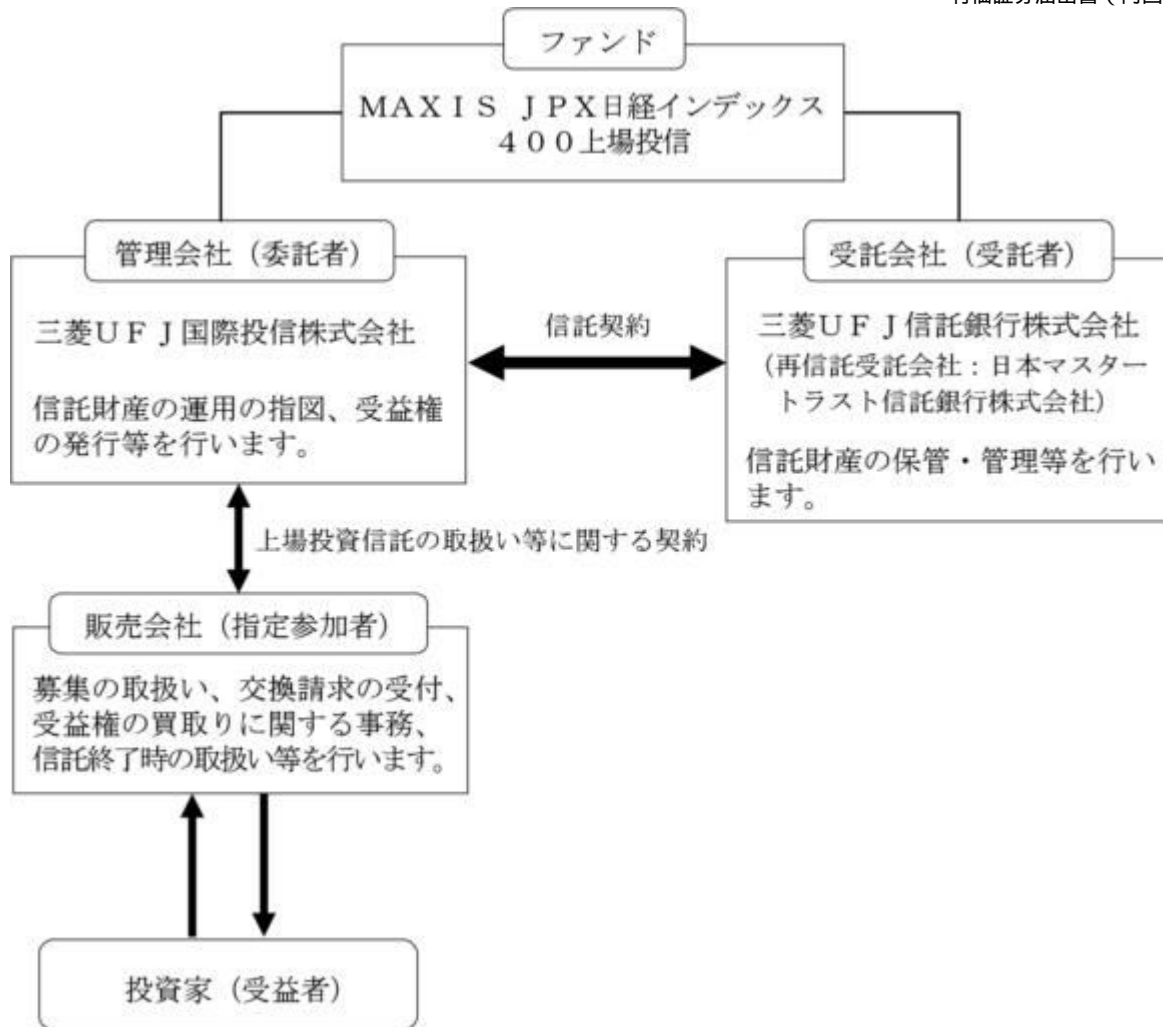 ファンド
ＭＡＸＩＳ ＪＰＸ日経インデックス
４００上場投信
管理会社（委託者）
三菱ＵＦＪ国際投信株式会社
信託財産の運用の指図、受益権
の発行等を行います。
信託契約
受託会社（受託者）
三菱ＵＦＪ信託銀行株式会社
（再信託受託会社：日本マスター
トラスト信託銀行株式会社）
信託財産の保管・管理等を行い
ます。
上場投資信託の取扱い等に関する契約
販売会社（指定参加者）
募集の取扱い、交換請求の受付、
受益権の買取りに関する事務、
信託終了時の取扱い等を行います。
投資家（受益者）